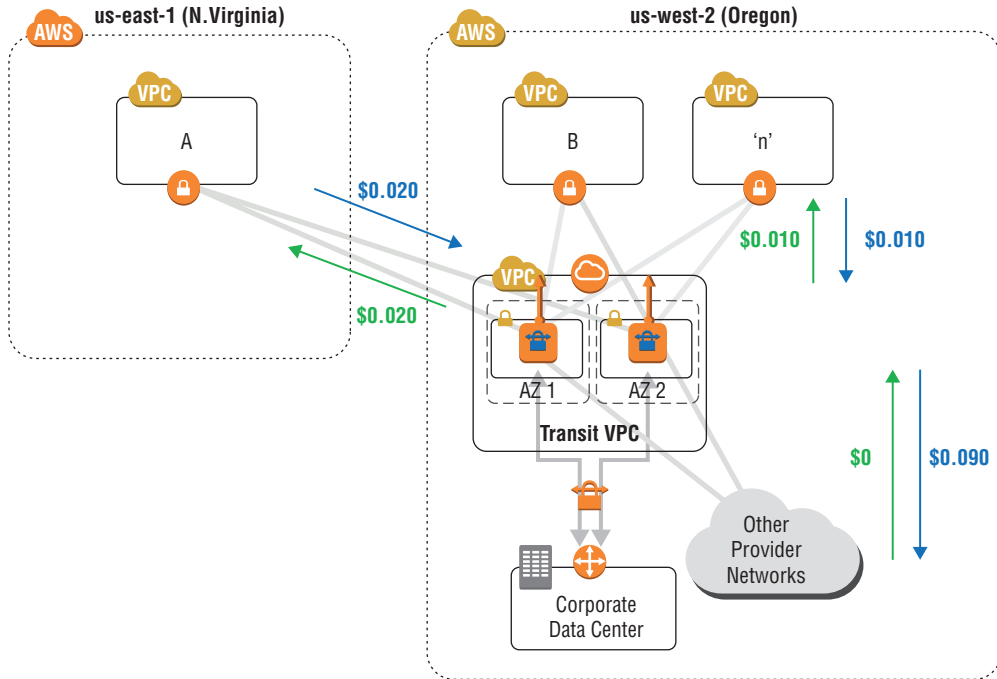 us-east-1 (N.Virginia)
us-west-2 (Oregon)
AWS
AWS
VPC
VPC
VPC
A
B
‘n’
$0.020
$0.020
$0.010
$0.010
VPC
AZ 1
AZ 2
Transit VPC
$0
$0.090
Other
Provider
Networks
Corporate
Data Center